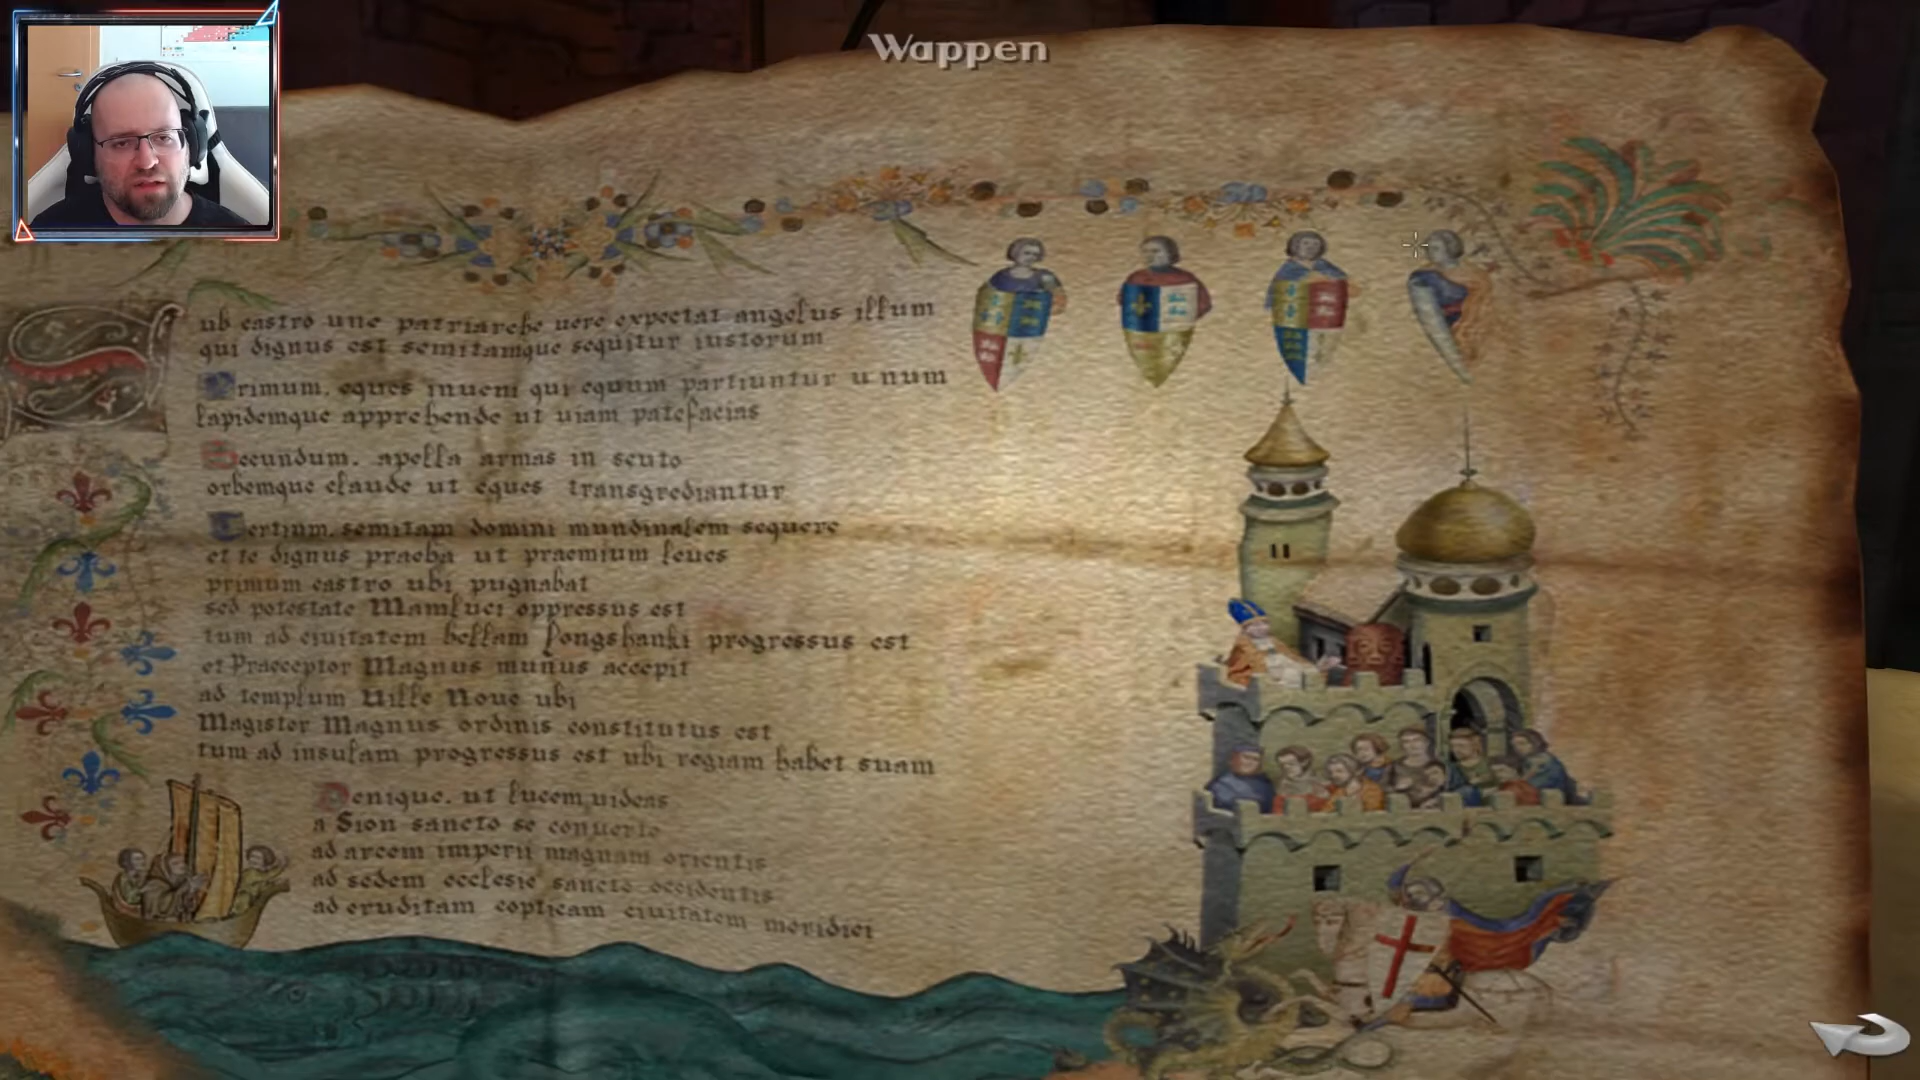 Wappen
ub castro une patriarche uere expectat angelus illum
qui dignus est semitamque sequitur iustorum
Primum, eques inueni qui equum partiuntur unum
lapidemque apprehende ut uiam patefacias
Secundum. apella armas in scuto
orbemque claude ut eques transgrediantur
Tertium. semitam domini mundinalem sequere
et te dignus praeba ut praemium leues
primum castro ubi pugnabat
sed potestate Mamluci oppressus est
tum ad ciuitatem bellam Longshanki progressus est
et Praeceptor Magnus munus accepit
ad templum Uille Noue ubi
Magister Magnus ordinis constitutus est
tum ad insulam progressus est ubi regiam habet suam
Denique. ut lucem uideas
a Sion sancto se conuerte
ad arcem imperii magnam orientis
ad sedem ecclesie sancte occidentis
ad eruditam copticam ciuitatem meridiei